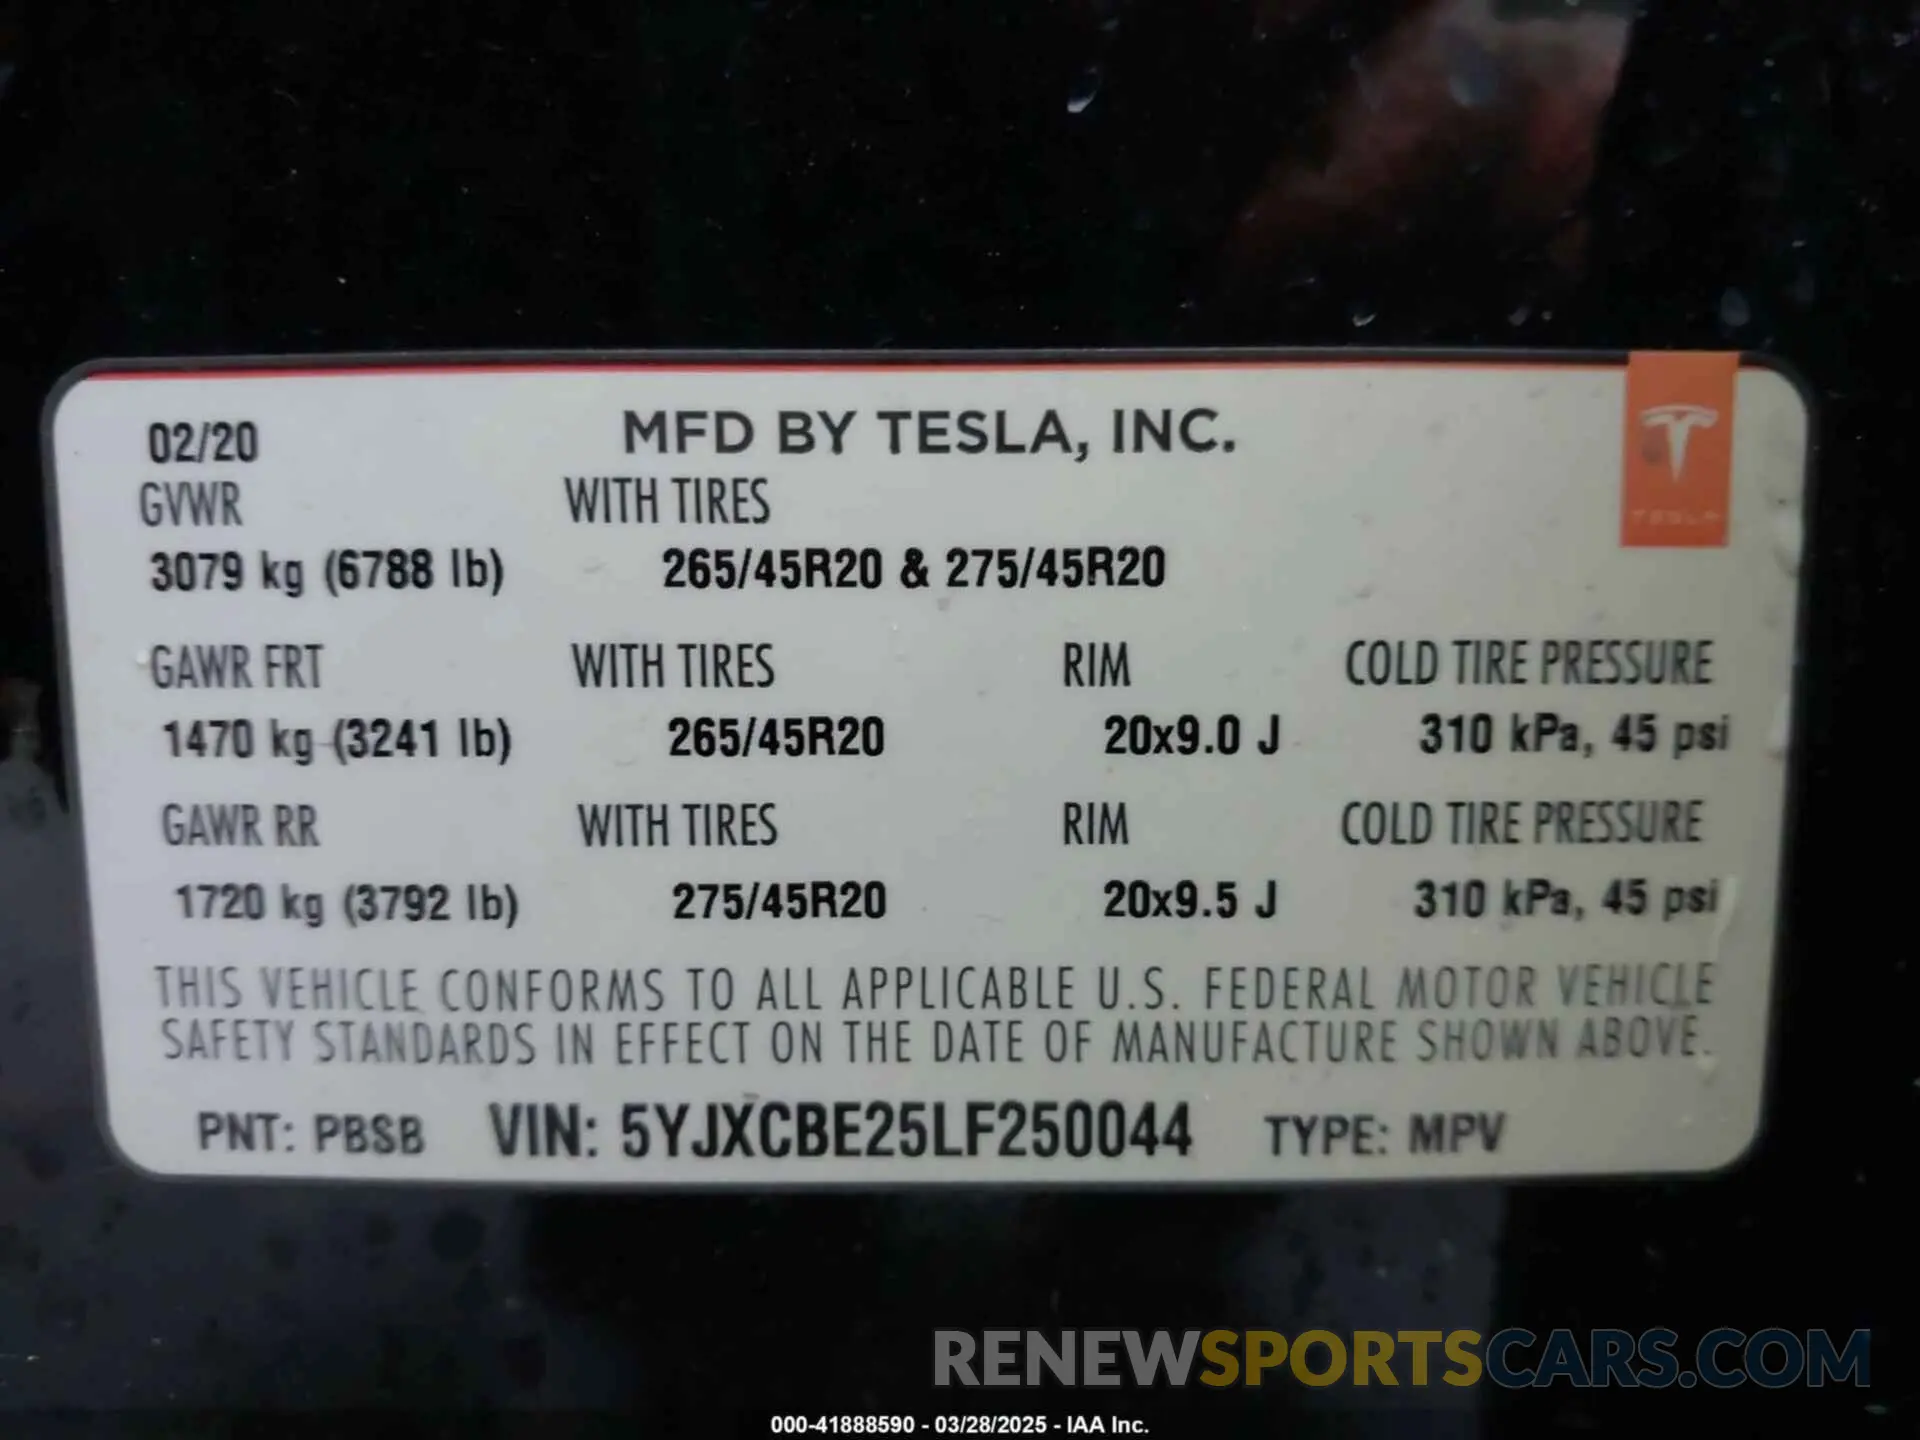 02/20 MFD BY TESLA, INC.
GVWR WITH TIRES
TESLA
3079 kg (6788 lb) 265/45R20 & 275/45R20
GAWR FRT WITH TIRES RIM COLD TIRE PRESSURE
1470 kg (3241 lb) 265/45R20 20x9.0 J 310 kPa, 45 psi
GAWR RR WITH TIRES RIM COLD TIRE PRESSURE
1720 kg (3792 lb) 275/45R20 20x9.5 J 310 kPa, 45 psi
THIS VEHICLE CONFORMS TO ALL APPLICABLE U.S. FEDERAL MOTOR VEHICLE
SAFETY STANDARDS IN EFFECT ON THE DATE OF MANUFACTURE SHOWN ABOVE.
PNT: PBSB VIN: 5YJXCBE25LF250044 TYPE: MPV
RENEWSPORTSCARS.COM
000-41888590 - 03/28/2025 - IAA Inc.